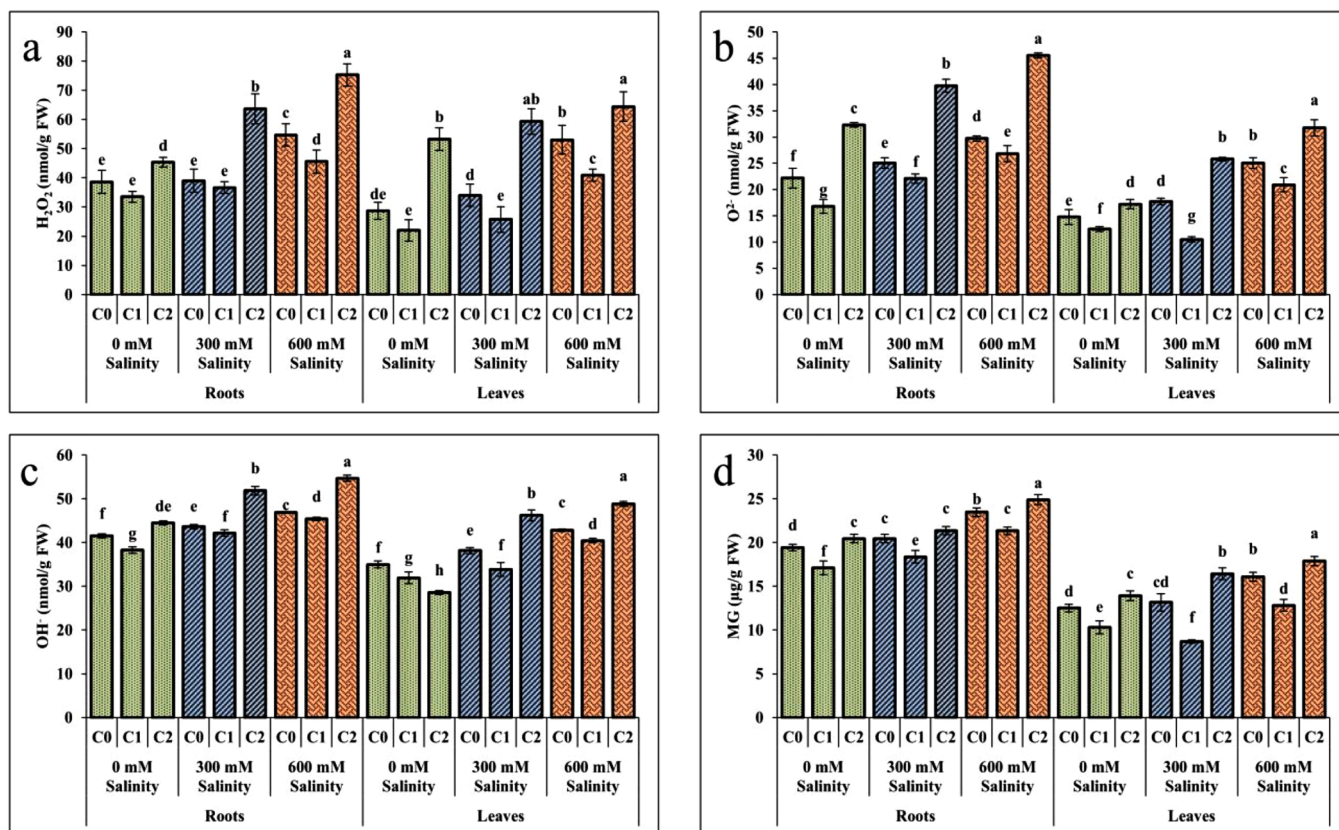 a
H₂O₂ (nmol/g FW)
90
80
70
60
50
40
30
20
10
0
e e e e e b c d a de e b d e ab b c a
C0 C1 C2 C0 C1 C2 C0 C1 C2 C0 C1 C2 C0 C1 C2 C0 C1 C2
0 mM 300 mM 600 mM 0 mM 300 mM 600 mM
Salinity Salinity Salinity Salinity Salinity Salinity
Roots Leaves
b
O²⁻ (nmol/g FW)
50
45
40
35
30
25
20
15
10
5
0
f g c e f b d e a e f d d g b b c a
C0 C1 C2 C0 C1 C2 C0 C1 C2 C0 C1 C2 C0 C1 C2 C0 C1 C2
0 mM 300 mM 600 mM 0 mM 300 mM 600 mM
Salinity Salinity Salinity Salinity Salinity Salinity
Roots Leaves
c
OH⁻ (nmol/g FW)
60
50
40
30
20
10
0
f g de e f b c d a f g h e f b c d a
C0 C1 C2 C0 C1 C2 C0 C1 C2 C0 C1 C2 C0 C1 C2 C0 C1 C2
0 mM 300 mM 600 mM 0 mM 300 mM 600 mM
Salinity Salinity Salinity Salinity Salinity Salinity
Roots Leaves
d
MG (µg/g FW)
30
25
20
15
10
5
0
d f c c e c b c a d e c cd f b b d a
C0 C1 C2 C0 C1 C2 C0 C1 C2 C0 C1 C2 C0 C1 C2 C0 C1 C2
0 mM 300 mM 600 mM 0 mM 300 mM 600 mM
Salinity Salinity Salinity Salinity Salinity Salinity
Roots Leaves